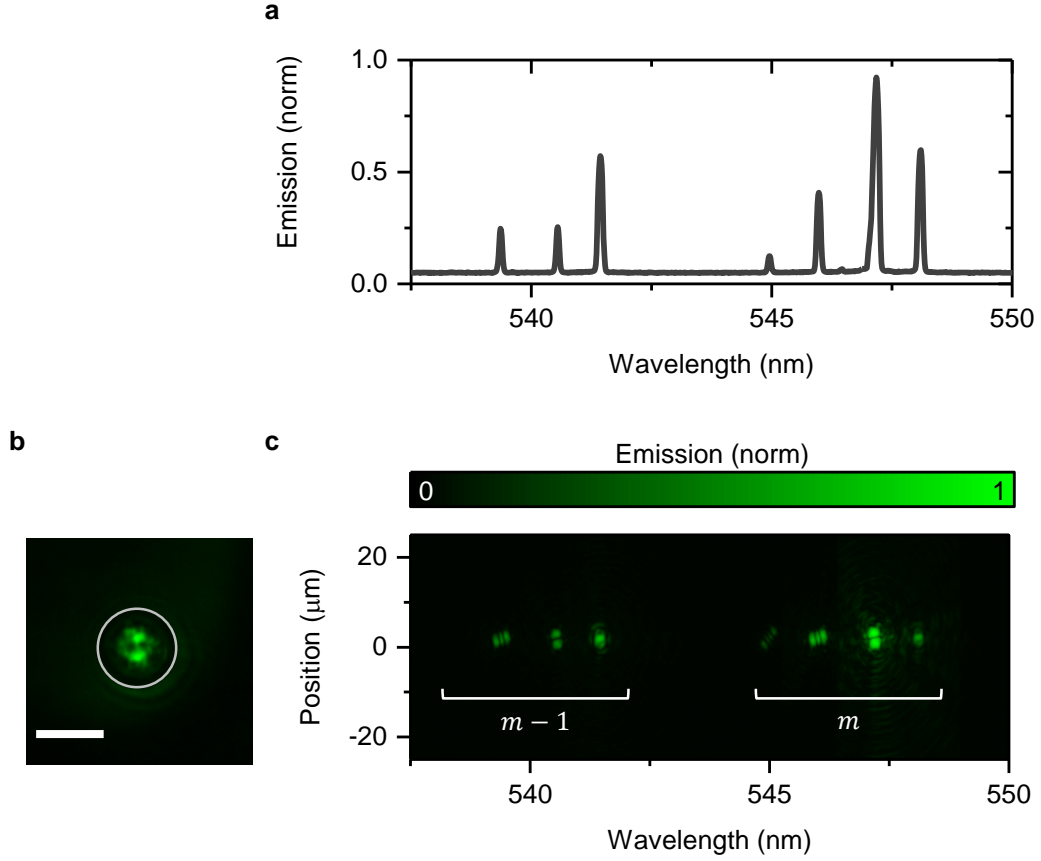 a
1.0
0.5
0.0
Emission (norm)
540
545
550
Wavelength (nm)
b
c
Emission (norm)
0
1
20
0
-20
Position (μm)
m − 1
m
540
545
550
Wavelength (nm)